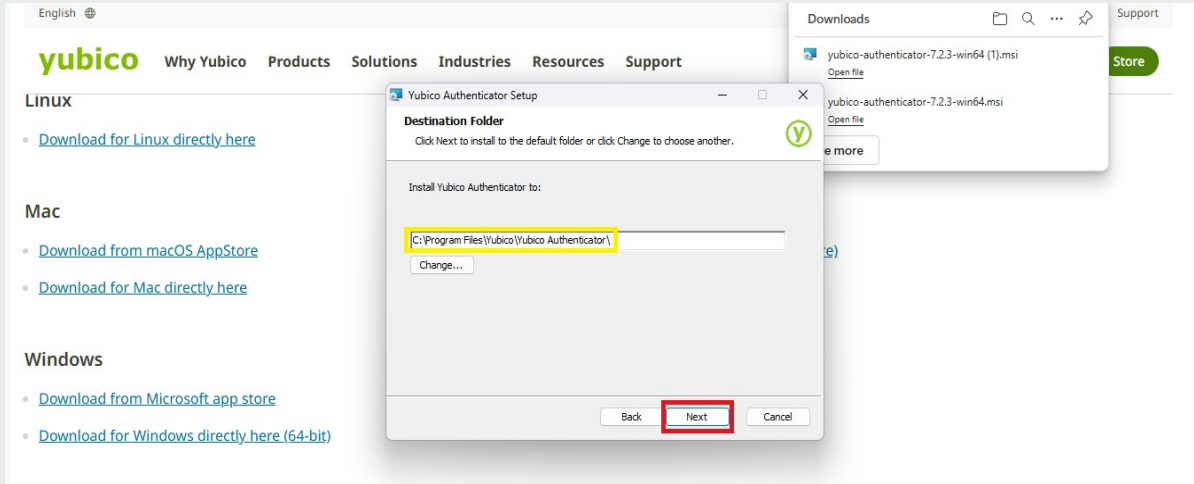 English
Support
yubico
Why Yubico Products Solutions Industries Resources Support
Store
Downloads
yubico-authenticator-7.2.3-win64 (1).msi
Open file
yubico-authenticator-7.2.3-win64.msi
Open file
e more
Linux
Download for Linux directly here
Mac
Download from macOS AppStore
Download for Mac directly here
e)
Windows
Download from Microsoft app store
Download for Windows directly here (64-bit)
Yubico Authenticator Setup
Destination Folder
Click Next to install to the default folder or click Change to choose another.
y
Install Yubico Authenticator to:
C:\Program Files\Yubico\Yubico Authenticator\
Change...
Back Next Cancel